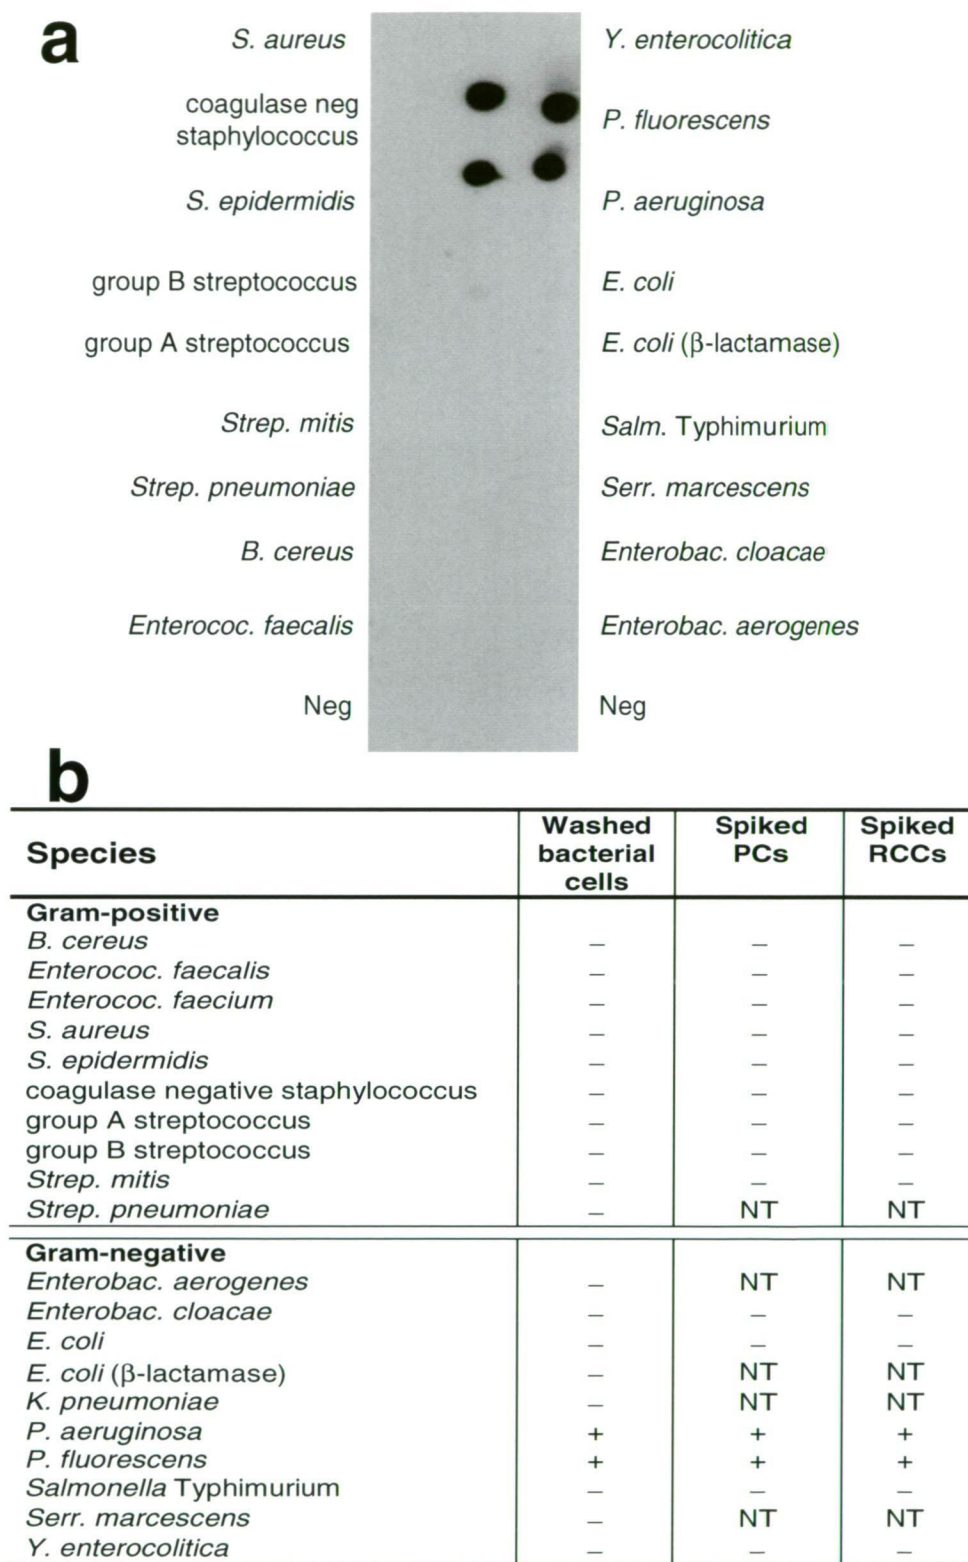 a
S. aureus
coagulase neg
staphylococcus
S. epidermidis
group B streptococcus
group A streptococcus
Strep. mitis
Strep. pneumoniae
B. cereus
Enterococ. faecalis
Neg
Y. enterocolitica
P. fluorescens
P. aeruginosa
E. coli
E. coli (β-lactamase)
Salm. Typhimurium
Serr. marcescens
Enterobac. cloacae
Enterobac. aerogenes
Neg
b
Species Washed bacterial cells Spiked PCs Spiked RCCs
Gram-positive
B. cereus – – –
Enterococ. faecalis – – –
Enterococ. faecium – – –
S. aureus – – –
S. epidermidis – – –
coagulase negative staphylococcus – – –
group A streptococcus – – –
group B streptococcus – – –
Strep. mitis – – –
Strep. pneumoniae – NT NT
Gram-negative
Enterobac. aerogenes – NT NT
Enterobac. cloacae – – –
E. coli – – –
E. coli (β-lactamase) – NT NT
K. pneumoniae – NT NT
P. aeruginosa + + +
P. fluorescens + + +
Salmonella Typhimurium – – –
Serr. marcescens – NT NT
Y. enterocolitica – – –